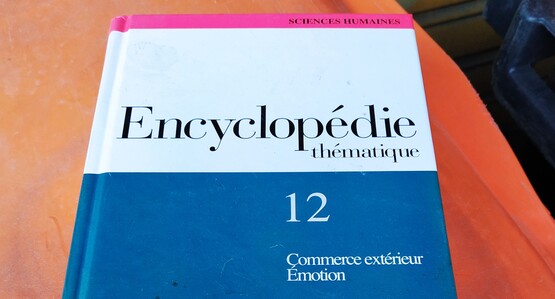 SCIENCES HUMAINES
Encyclopédie
thématique
12
Commerce extérieur
Émotion